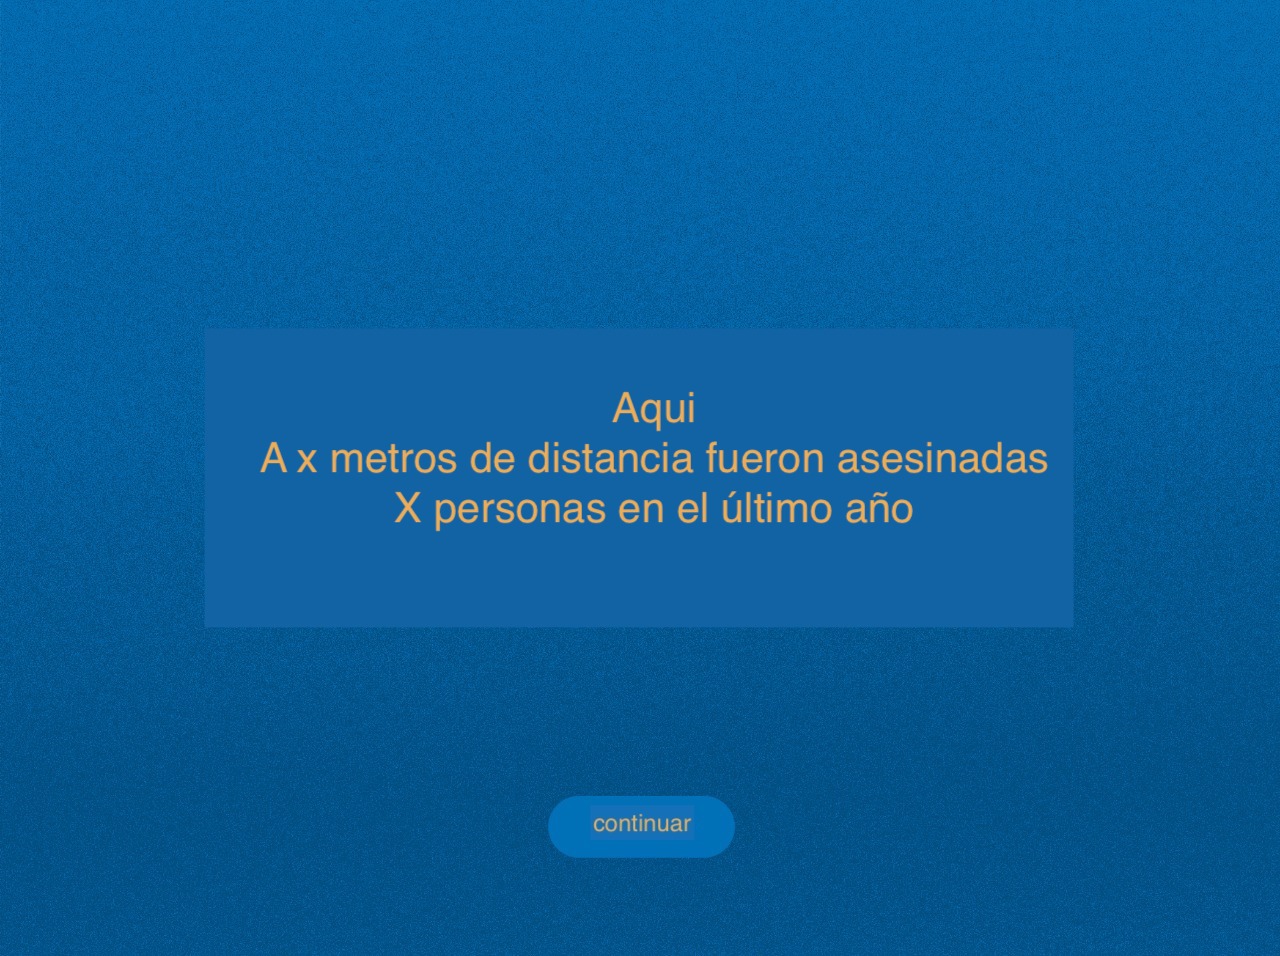 Aqui
A x metros de distancia fueron asesinadas
X personas en el último año
continuar